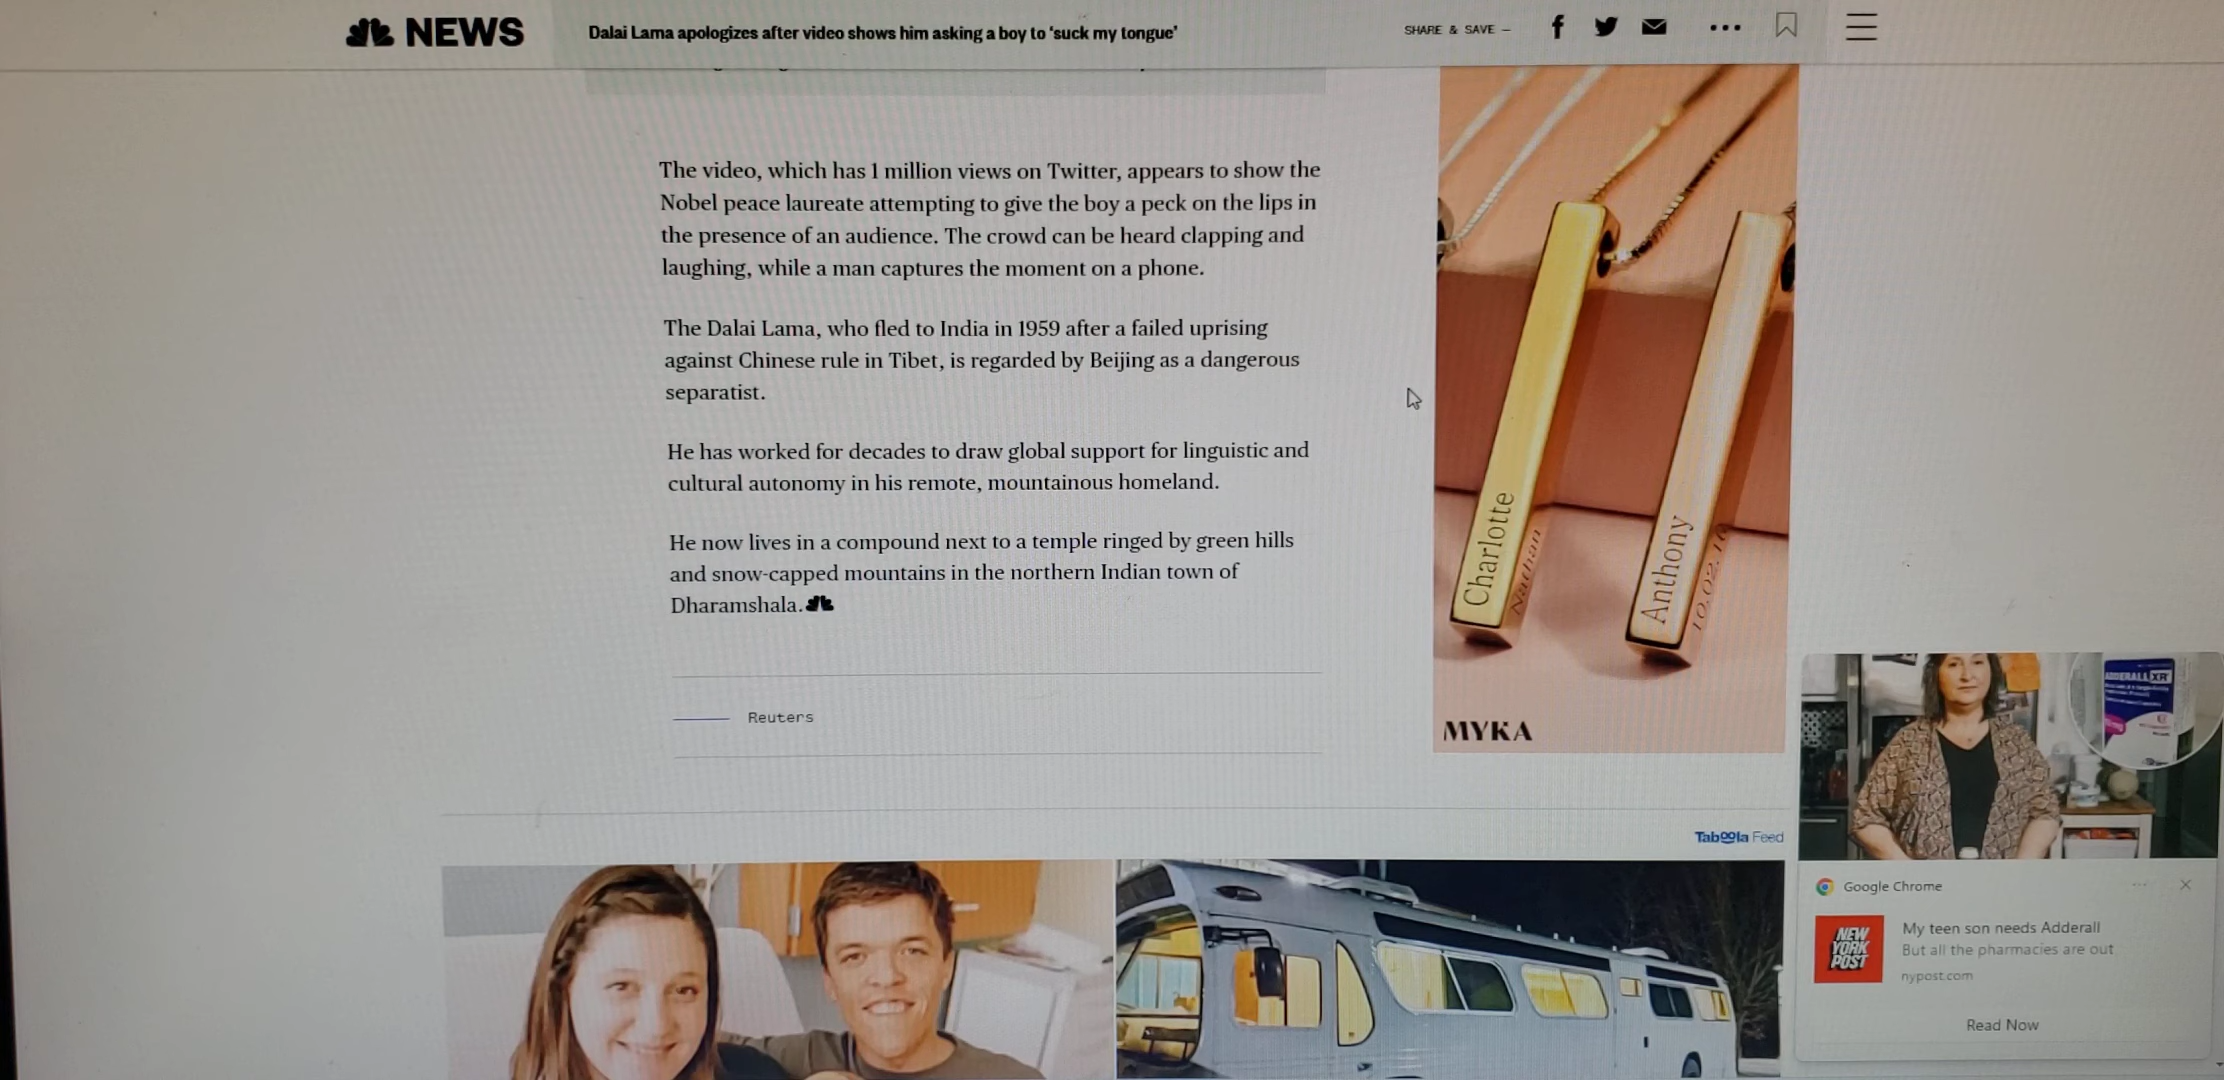 NEWS
Dalai Lama apologizes after video shows him asking a boy to 'suck my tongue'
SHARE & SAVE —
The video, which has 1 million views on Twitter, appears to show the
Nobel peace laureate attempting to give the boy a peck on the lips in
the presence of an audience. The crowd can be heard clapping and
laughing, while a man captures the moment on a phone.
The Dalai Lama, who fled to India in 1959 after a failed uprising
against Chinese rule in Tibet, is regarded by Beijing as a dangerous
separatist.
He has worked for decades to draw global support for linguistic and
cultural autonomy in his remote, mountainous homeland.
He now lives in a compound next to a temple ringed by green hills
and snow-capped mountains in the northern Indian town of
Dharamshala.
Reuters
Charlotte
Nathan
Anthony
10.02.16
MYKA
Taboola Feed
ADDERALL XR
Google Chrome
NEW
YORK
POST
My teen son needs Adderall
But all the pharmacies are out
nypost.com
Read Now